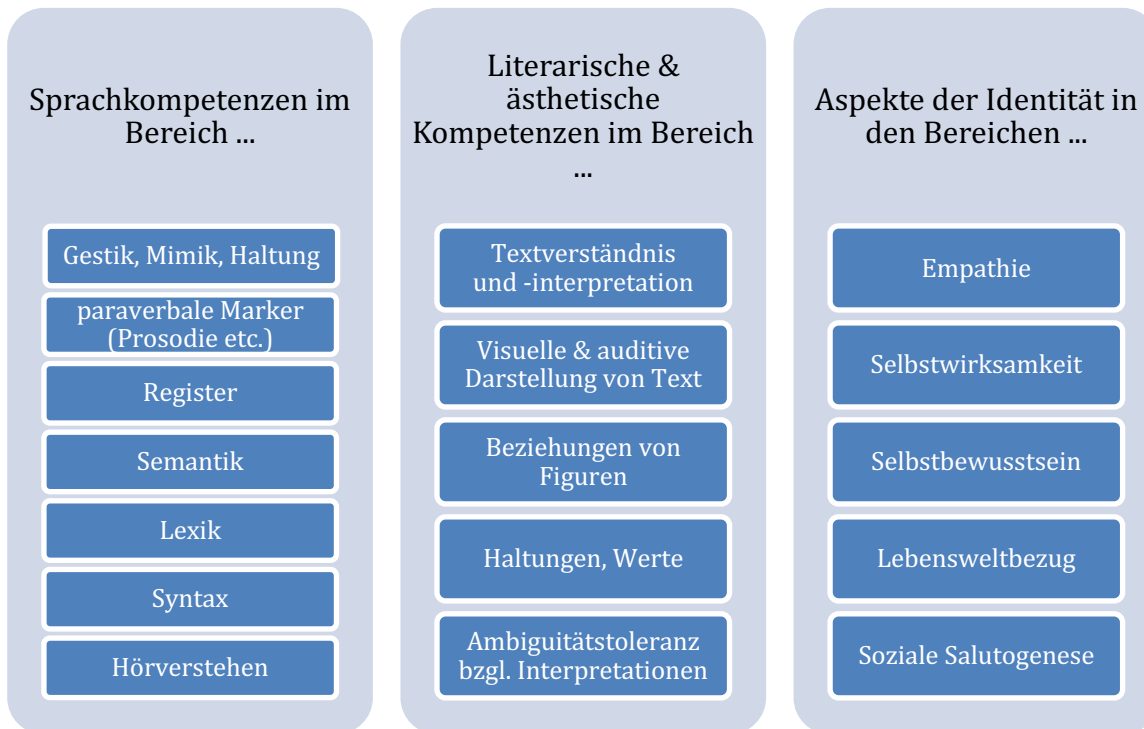 Sprachkompetenzen im
Bereich ...
Gestik, Mimik, Haltung
paraverbale Marker
(Prosodie etc.)
Register
Semantik
Lexik
Syntax
Hörverstehen
Literarische &
ästhetische
Kompetenzen im Bereich
...
Textverständnis
und -interpretation
Visuelle & auditive
Darstellung von Text
Beziehungen von
Figuren
Haltungen, Werte
Ambiguitätstoleranz
bzgl. Interpretationen
Aspekte der Identität in
den Bereichen ...
Empathie
Selbstwirksamkeit
Selbstbewusstsein
Lebensweltbezug
Soziale Salutogenese